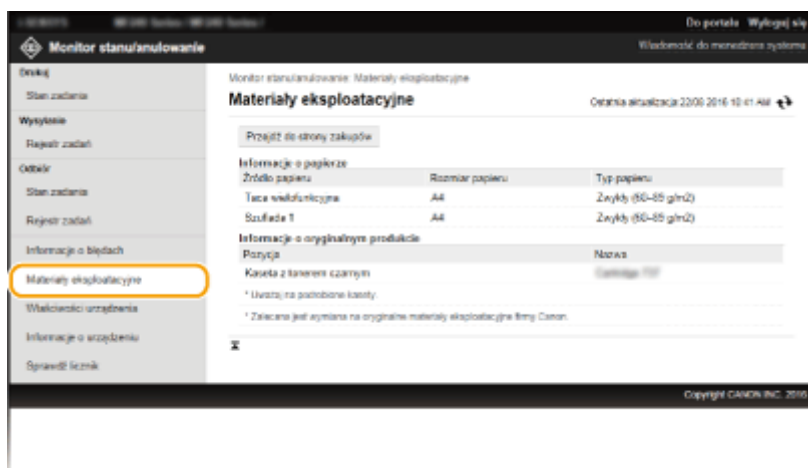 Do portalu Wyloguj się
Monitor stanu/anulowanie
Wiadomość do menedżera systemu
Drukuj
Stan zadania
Wysyłanie
Rejestr zadań
Odbiór
Stan zadania
Rejestr zadań
Informacje o błędach
Materiały eksploatacyjne
Właściwości urządzenia
Informacje o urządzeniu
Sprawdź licznik
Monitor stanu/anulowanie: Materiały eksploatacyjne
Materiały eksploatacyjne
Ostatnia aktualizacja 22/08 2016 10:41 AM
Przejdź do strony zakupów
Informacje o papierze
Źródło papieru Rozmiar papieru Typ papieru
Taca wielofunkcyjna A4 Zwykły (60-89 g/m2)
Szuflada 1 A4 Zwykły (60-89 g/m2)
Informacje o oryginalnym produkcie
Pozycja Nazwa
Kaseta z tonerem czarnym
* Uważaj na podrobione kasety.
* Zalecana jest wymiana na oryginalne materiały eksploatacyjne firmy Canon.
Copyright CANON INC. 2016